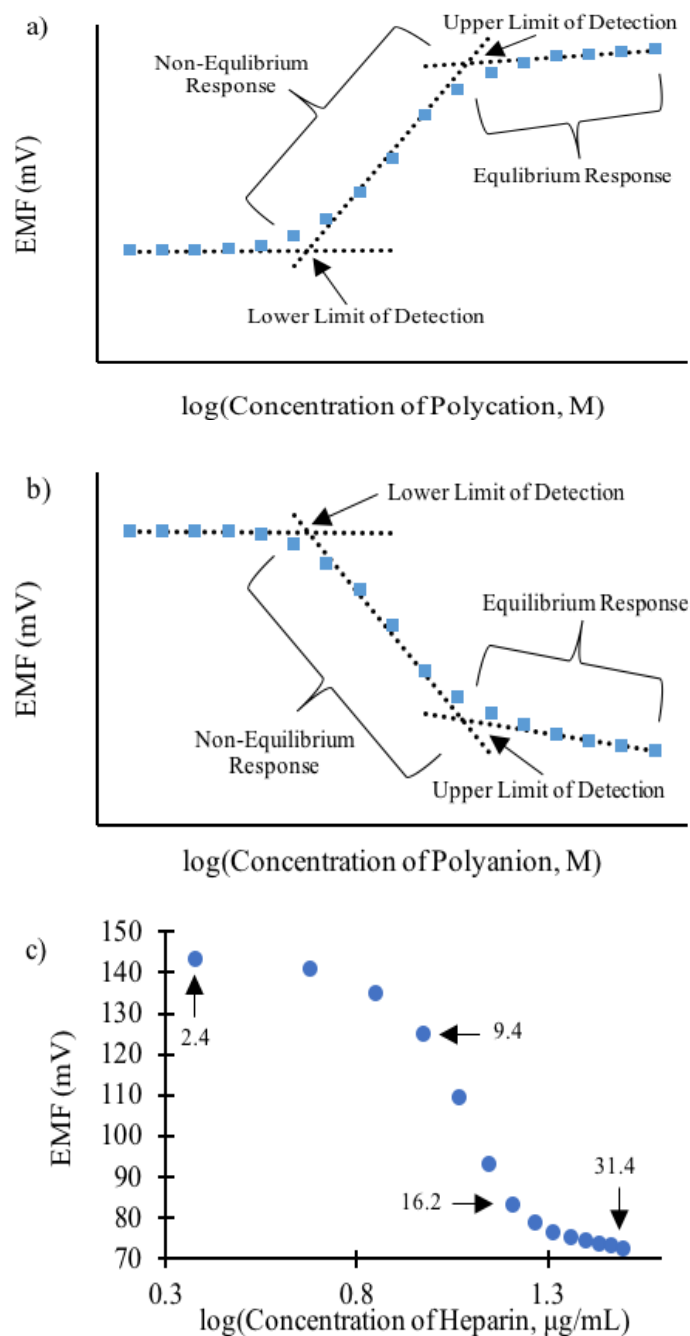 a)
Upper Limit of Detection
Non-Equlibrium
Response
EMF (mV)
Equlibrium Response
Lower Limit of Detection
log(Concentration of Polycation, M)
b)
Lower Limit of Detection
EMF (mV)
Equilibrium Response
Non-Equilibrium
Response
Upper Limit of Detection
log(Concentration of Polyanion, M)
c)
150
140
130
120
110
100
90
80
70
EMF (mV)
2.4
9.4
16.2
31.4
0.3 0.8 1.3
log(Concentration of Heparin, μg/mL)